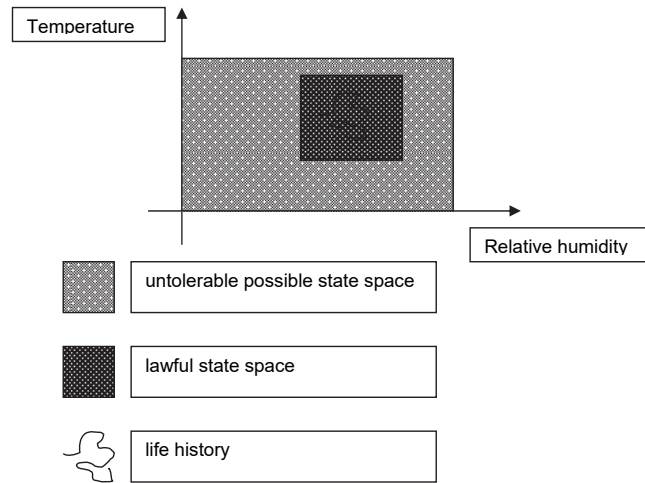 Temperature
Relative humidity
untolerable possible state space
lawful state space
life history